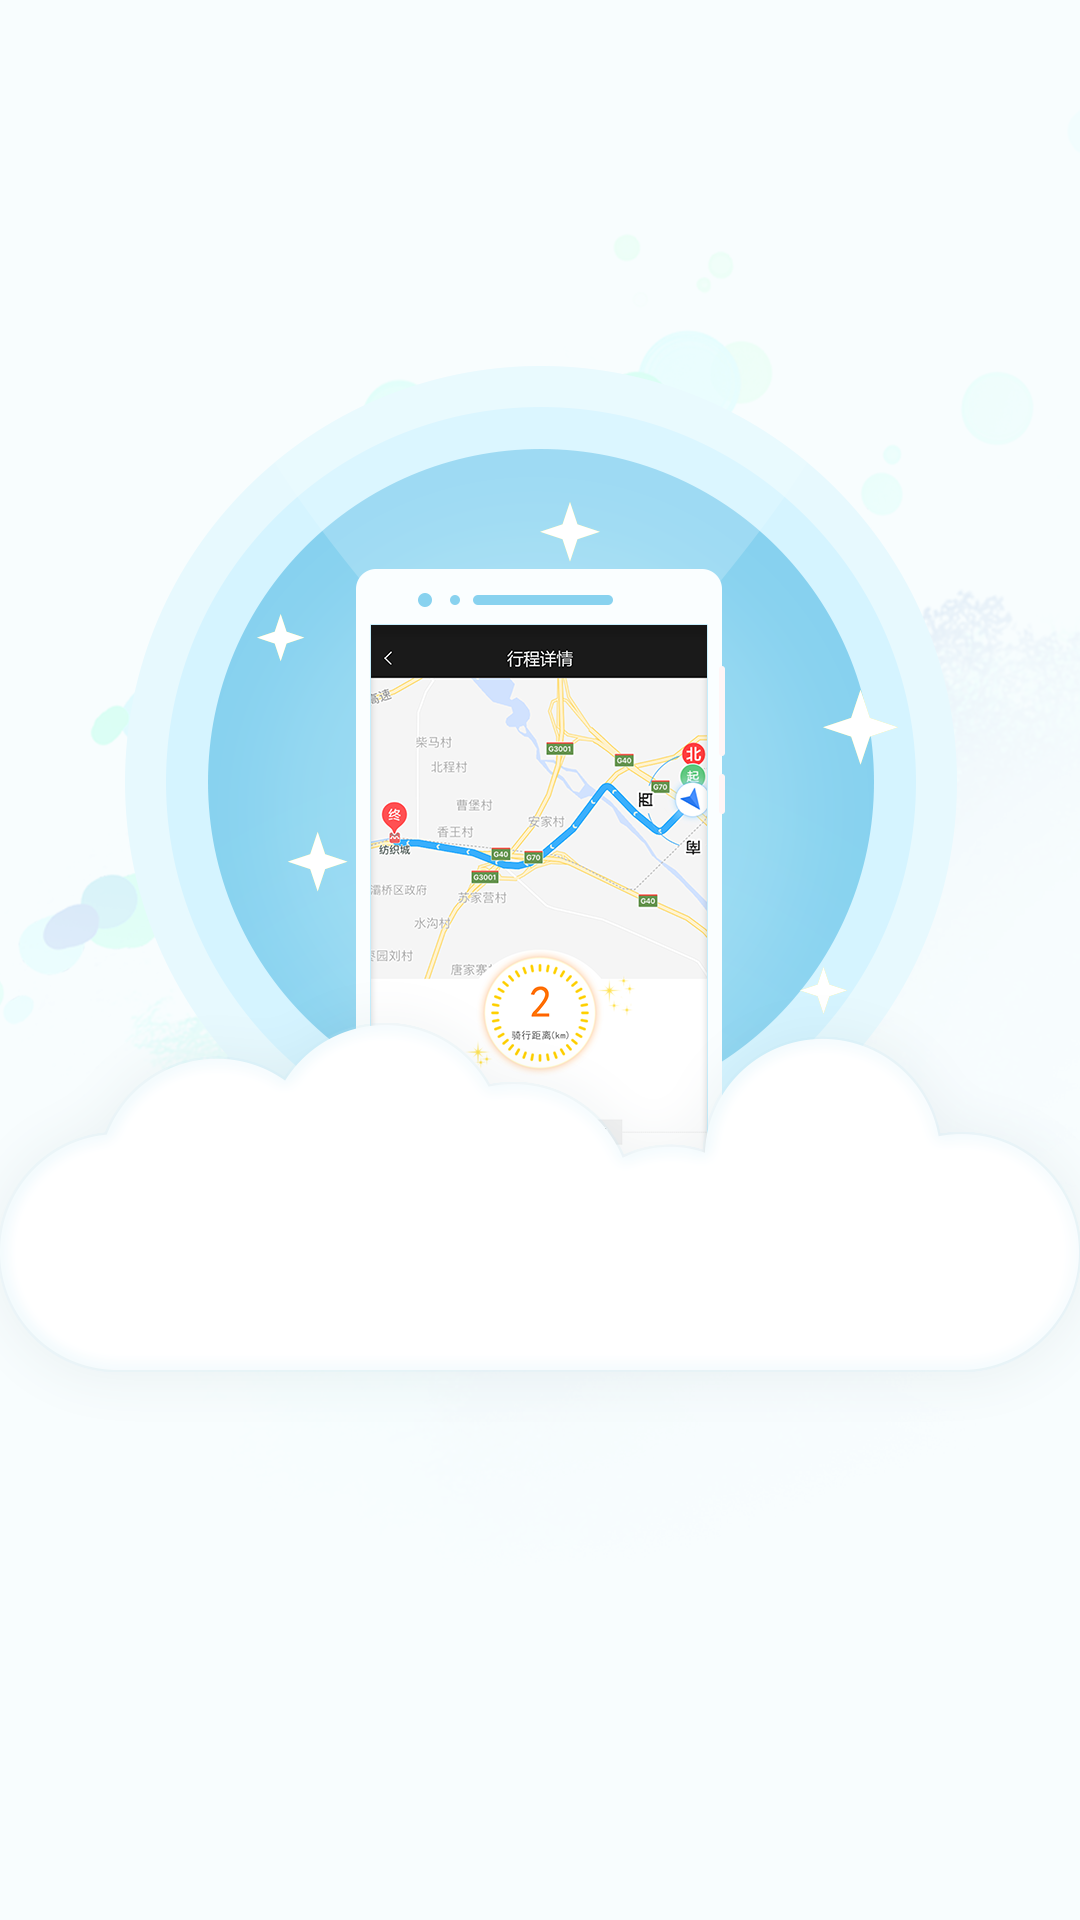 行程详情
高速
柴马村
G3001
G40
北
北程村
起
G70
西
曹堡村
终
安家村
香王村
南
纺织城
G40
G70
G3001
灞桥区政府
苏家营村
G40
水沟村
枣园刘村
唐家寨
2
骑行距离(km)